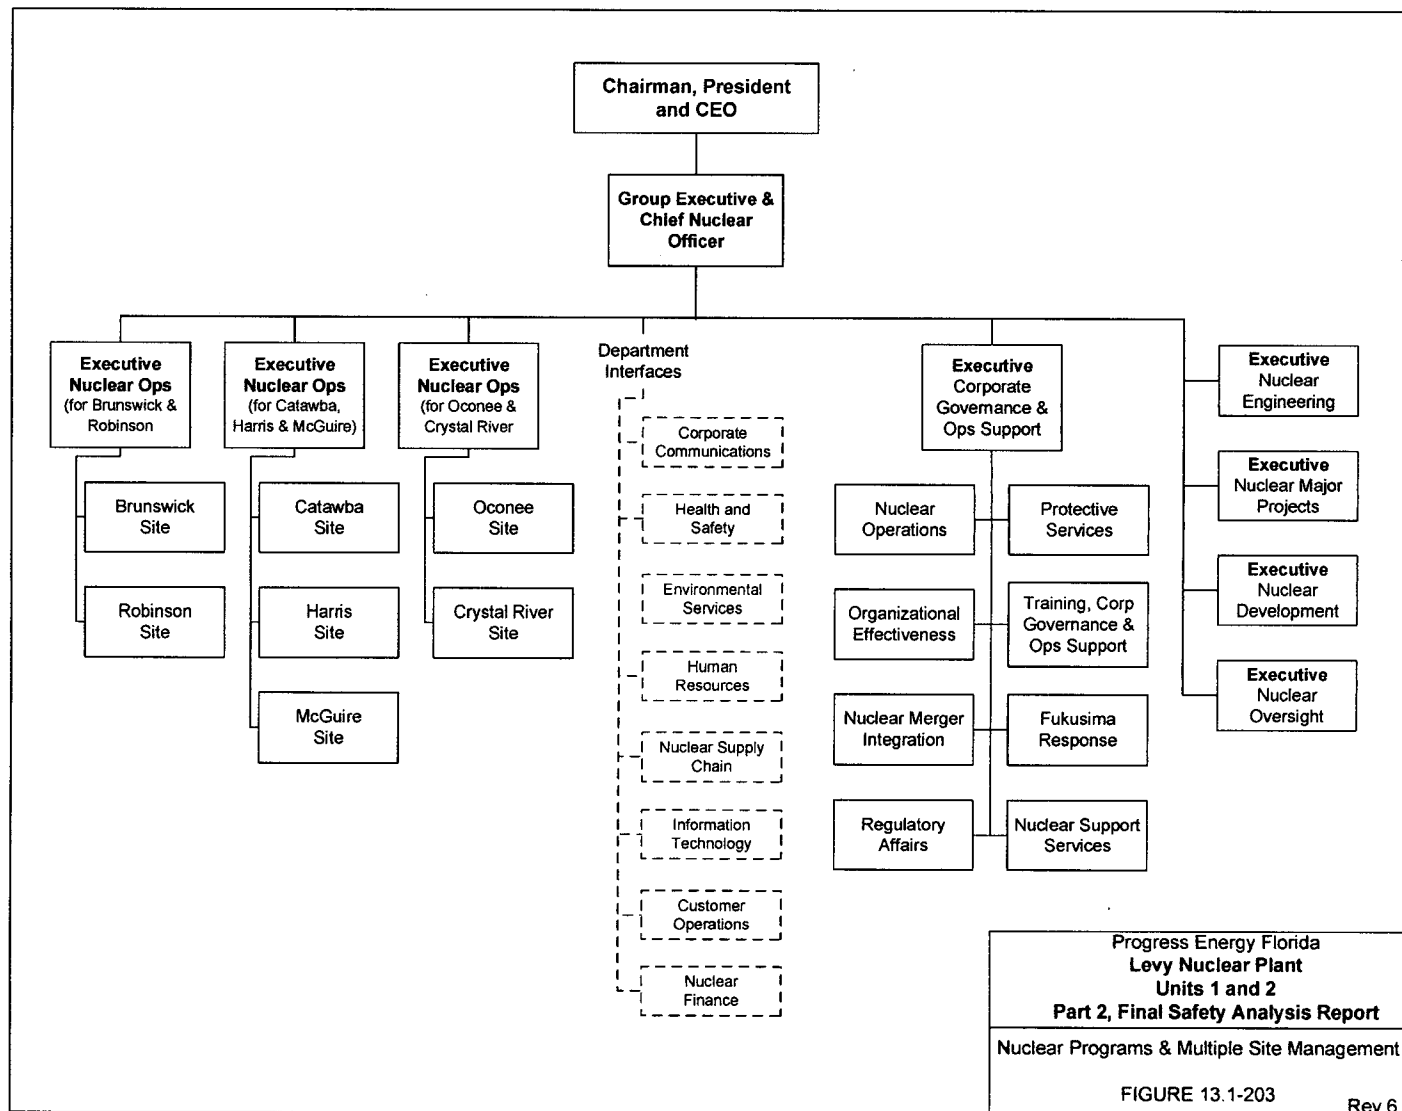 Chairman, President
and CEO
Group Executive &
Chief Nuclear
Officer
Executive
Nuclear Ops
(for Brunswick &
Robinson
Executive
Nuclear Ops
(for Catawba,
Harris & McGuire)
Executive
Nuclear Ops
(for Oconee &
Crystal River
Department
Interfaces
Executive
Corporate
Governance &
Ops Support
Executive
Nuclear
Engineering
Brunswick
Site
Robinson
Site
Catawba
Site
Harris
Site
McGuire
Site
Oconee
Site
Crystal River
Site
Corporate
Communications
Health and
Safety
Environmental
Services
Human
Resources
Nuclear Supply
Chain
Information
Technology
Customer
Operations
Nuclear
Finance
Nuclear
Operations
Protective
Services
Organizational
Effectiveness
Training, Corp
Governance &
Ops Support
Nuclear Merger
Integration
Fukusima
Response
Regulatory
Affairs
Nuclear Support
Services
Executive
Nuclear Major
Projects
Executive
Nuclear
Development
Executive
Nuclear
Oversight
Progress Energy Florida
Levy Nuclear Plant
Units 1 and 2
Part 2, Final Safety Analysis Report
Nuclear Programs & Multiple Site Management
FIGURE 13.1-203
Rev 6